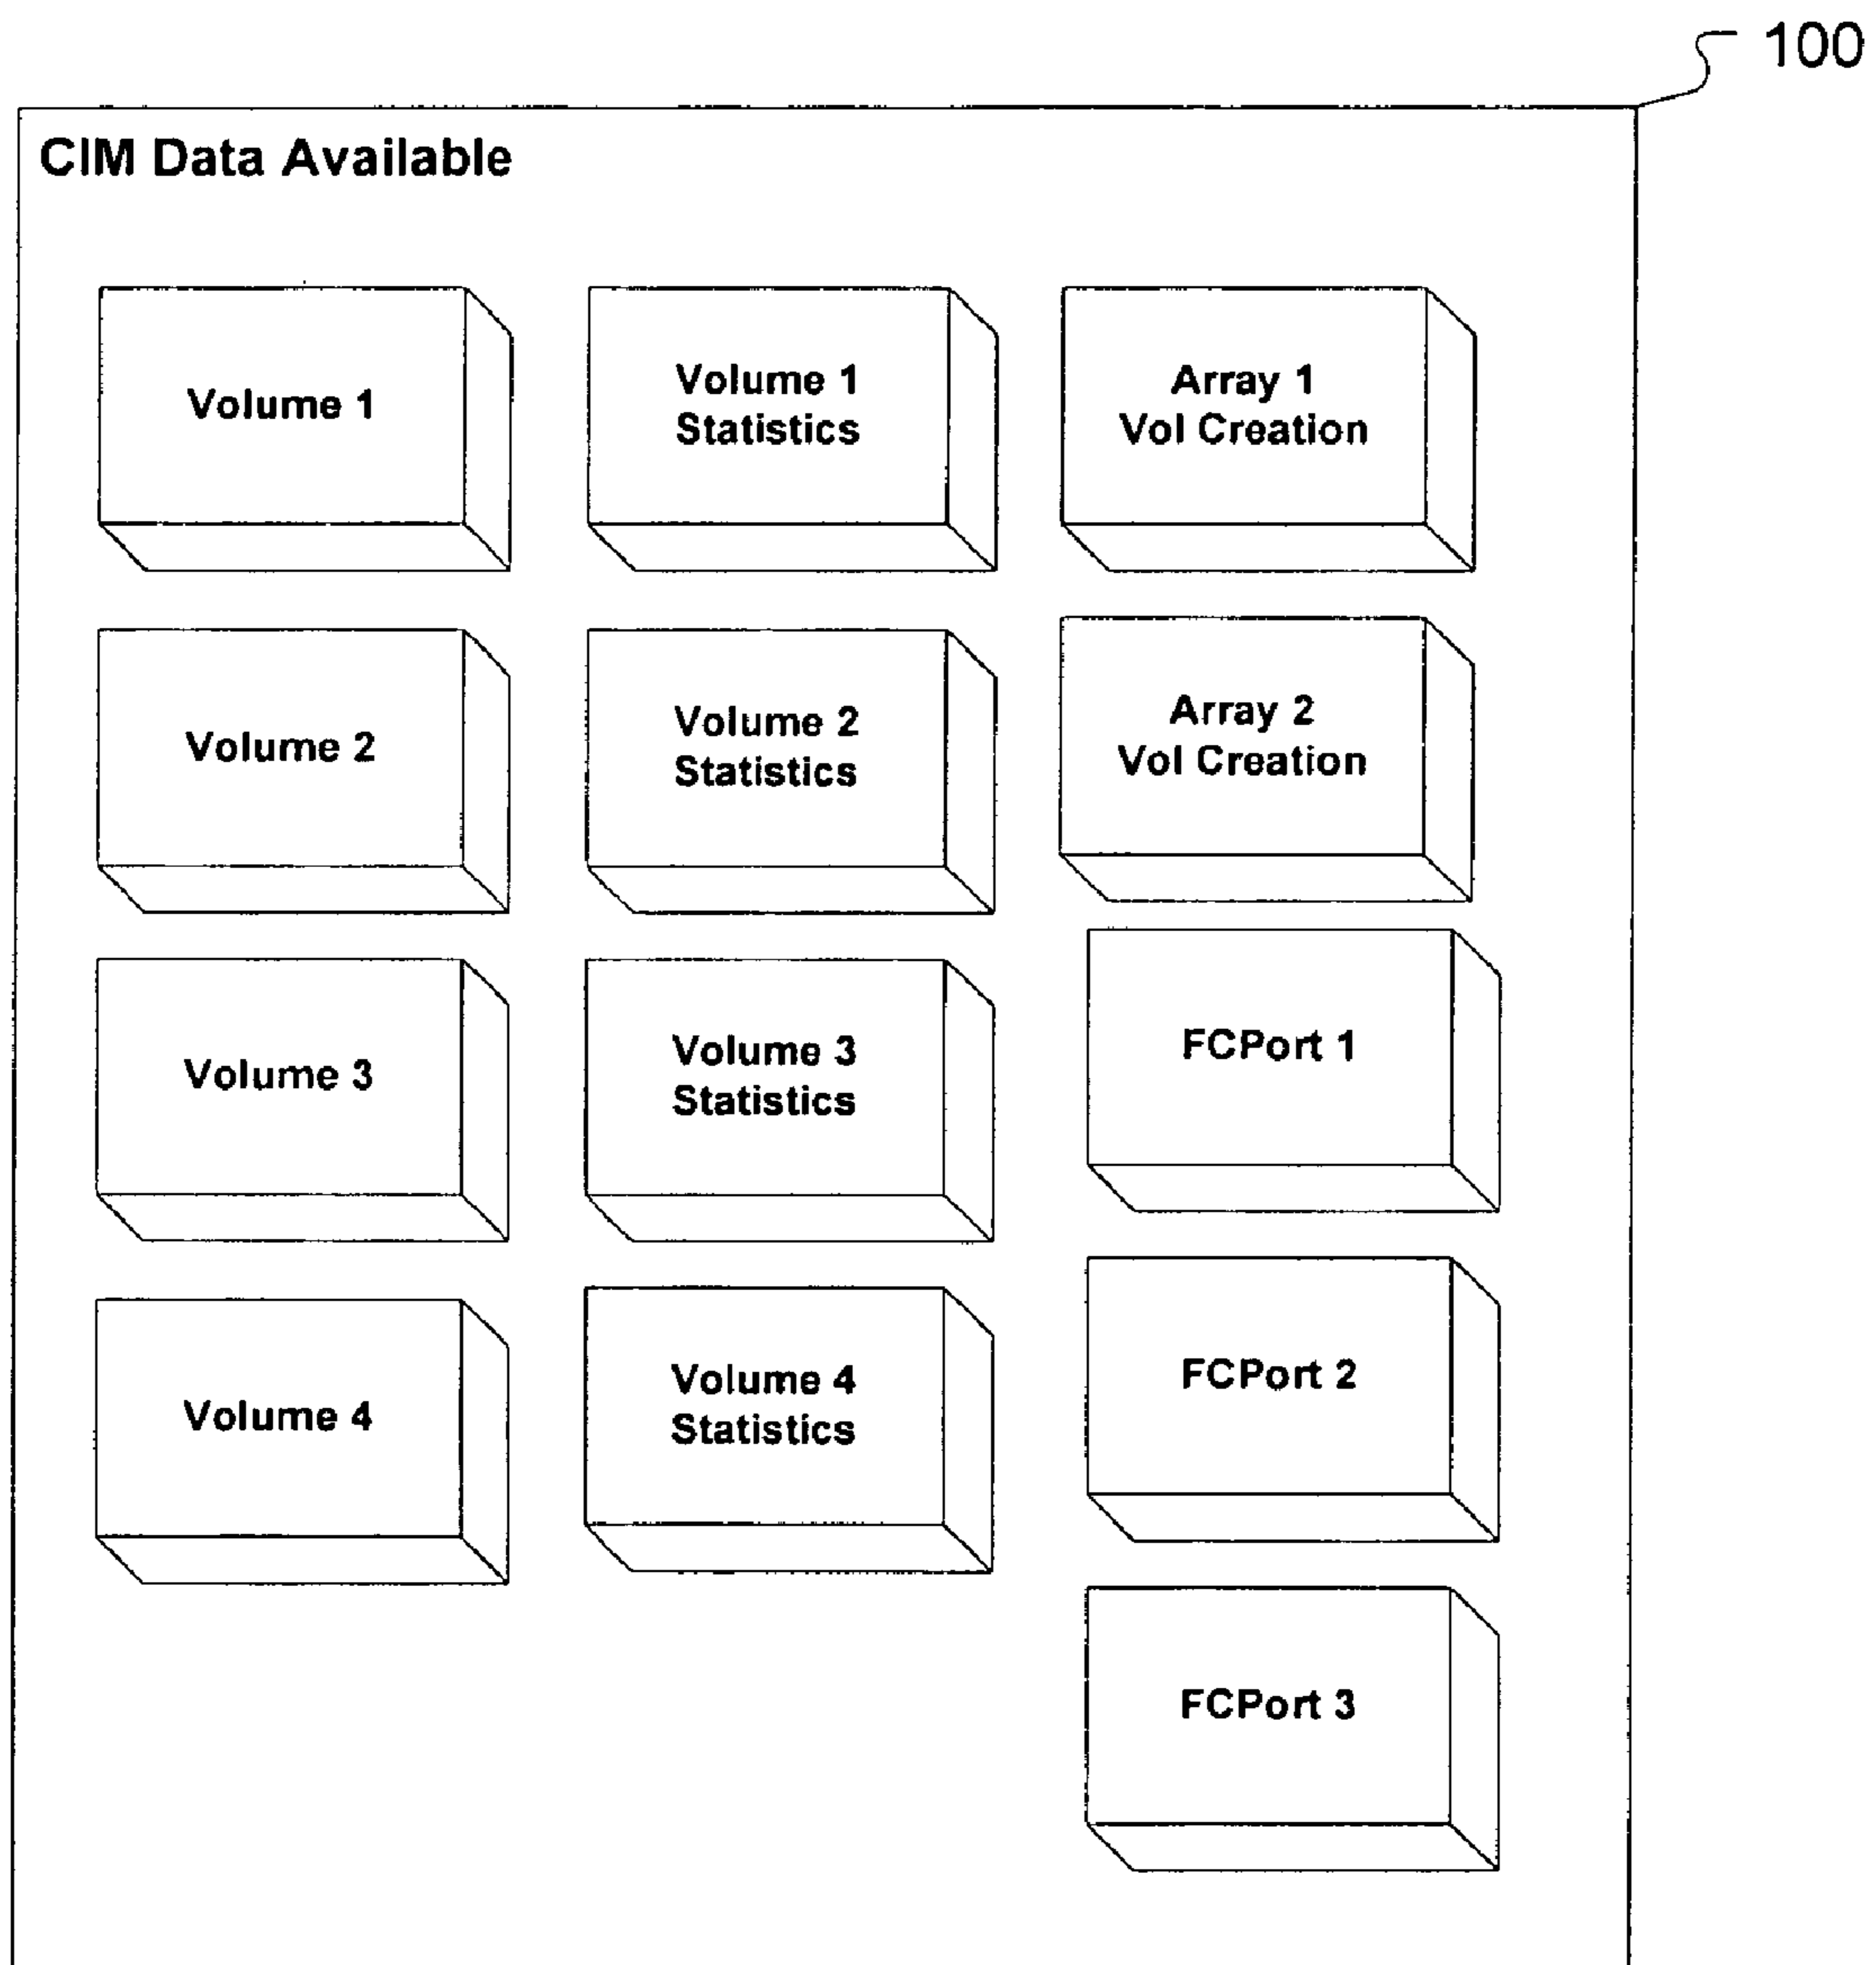 100
CIM Data Available
Volume 1
Volume 1
Statistics
Array 1
Vol Creation
Volume 2
Volume 2
Statistics
Array 2
Vol Creation
Volume 3
Volume 3
Statistics
FCPort 1
Volume 4
Volume 4
Statistics
FCPort 2
FCPort 3